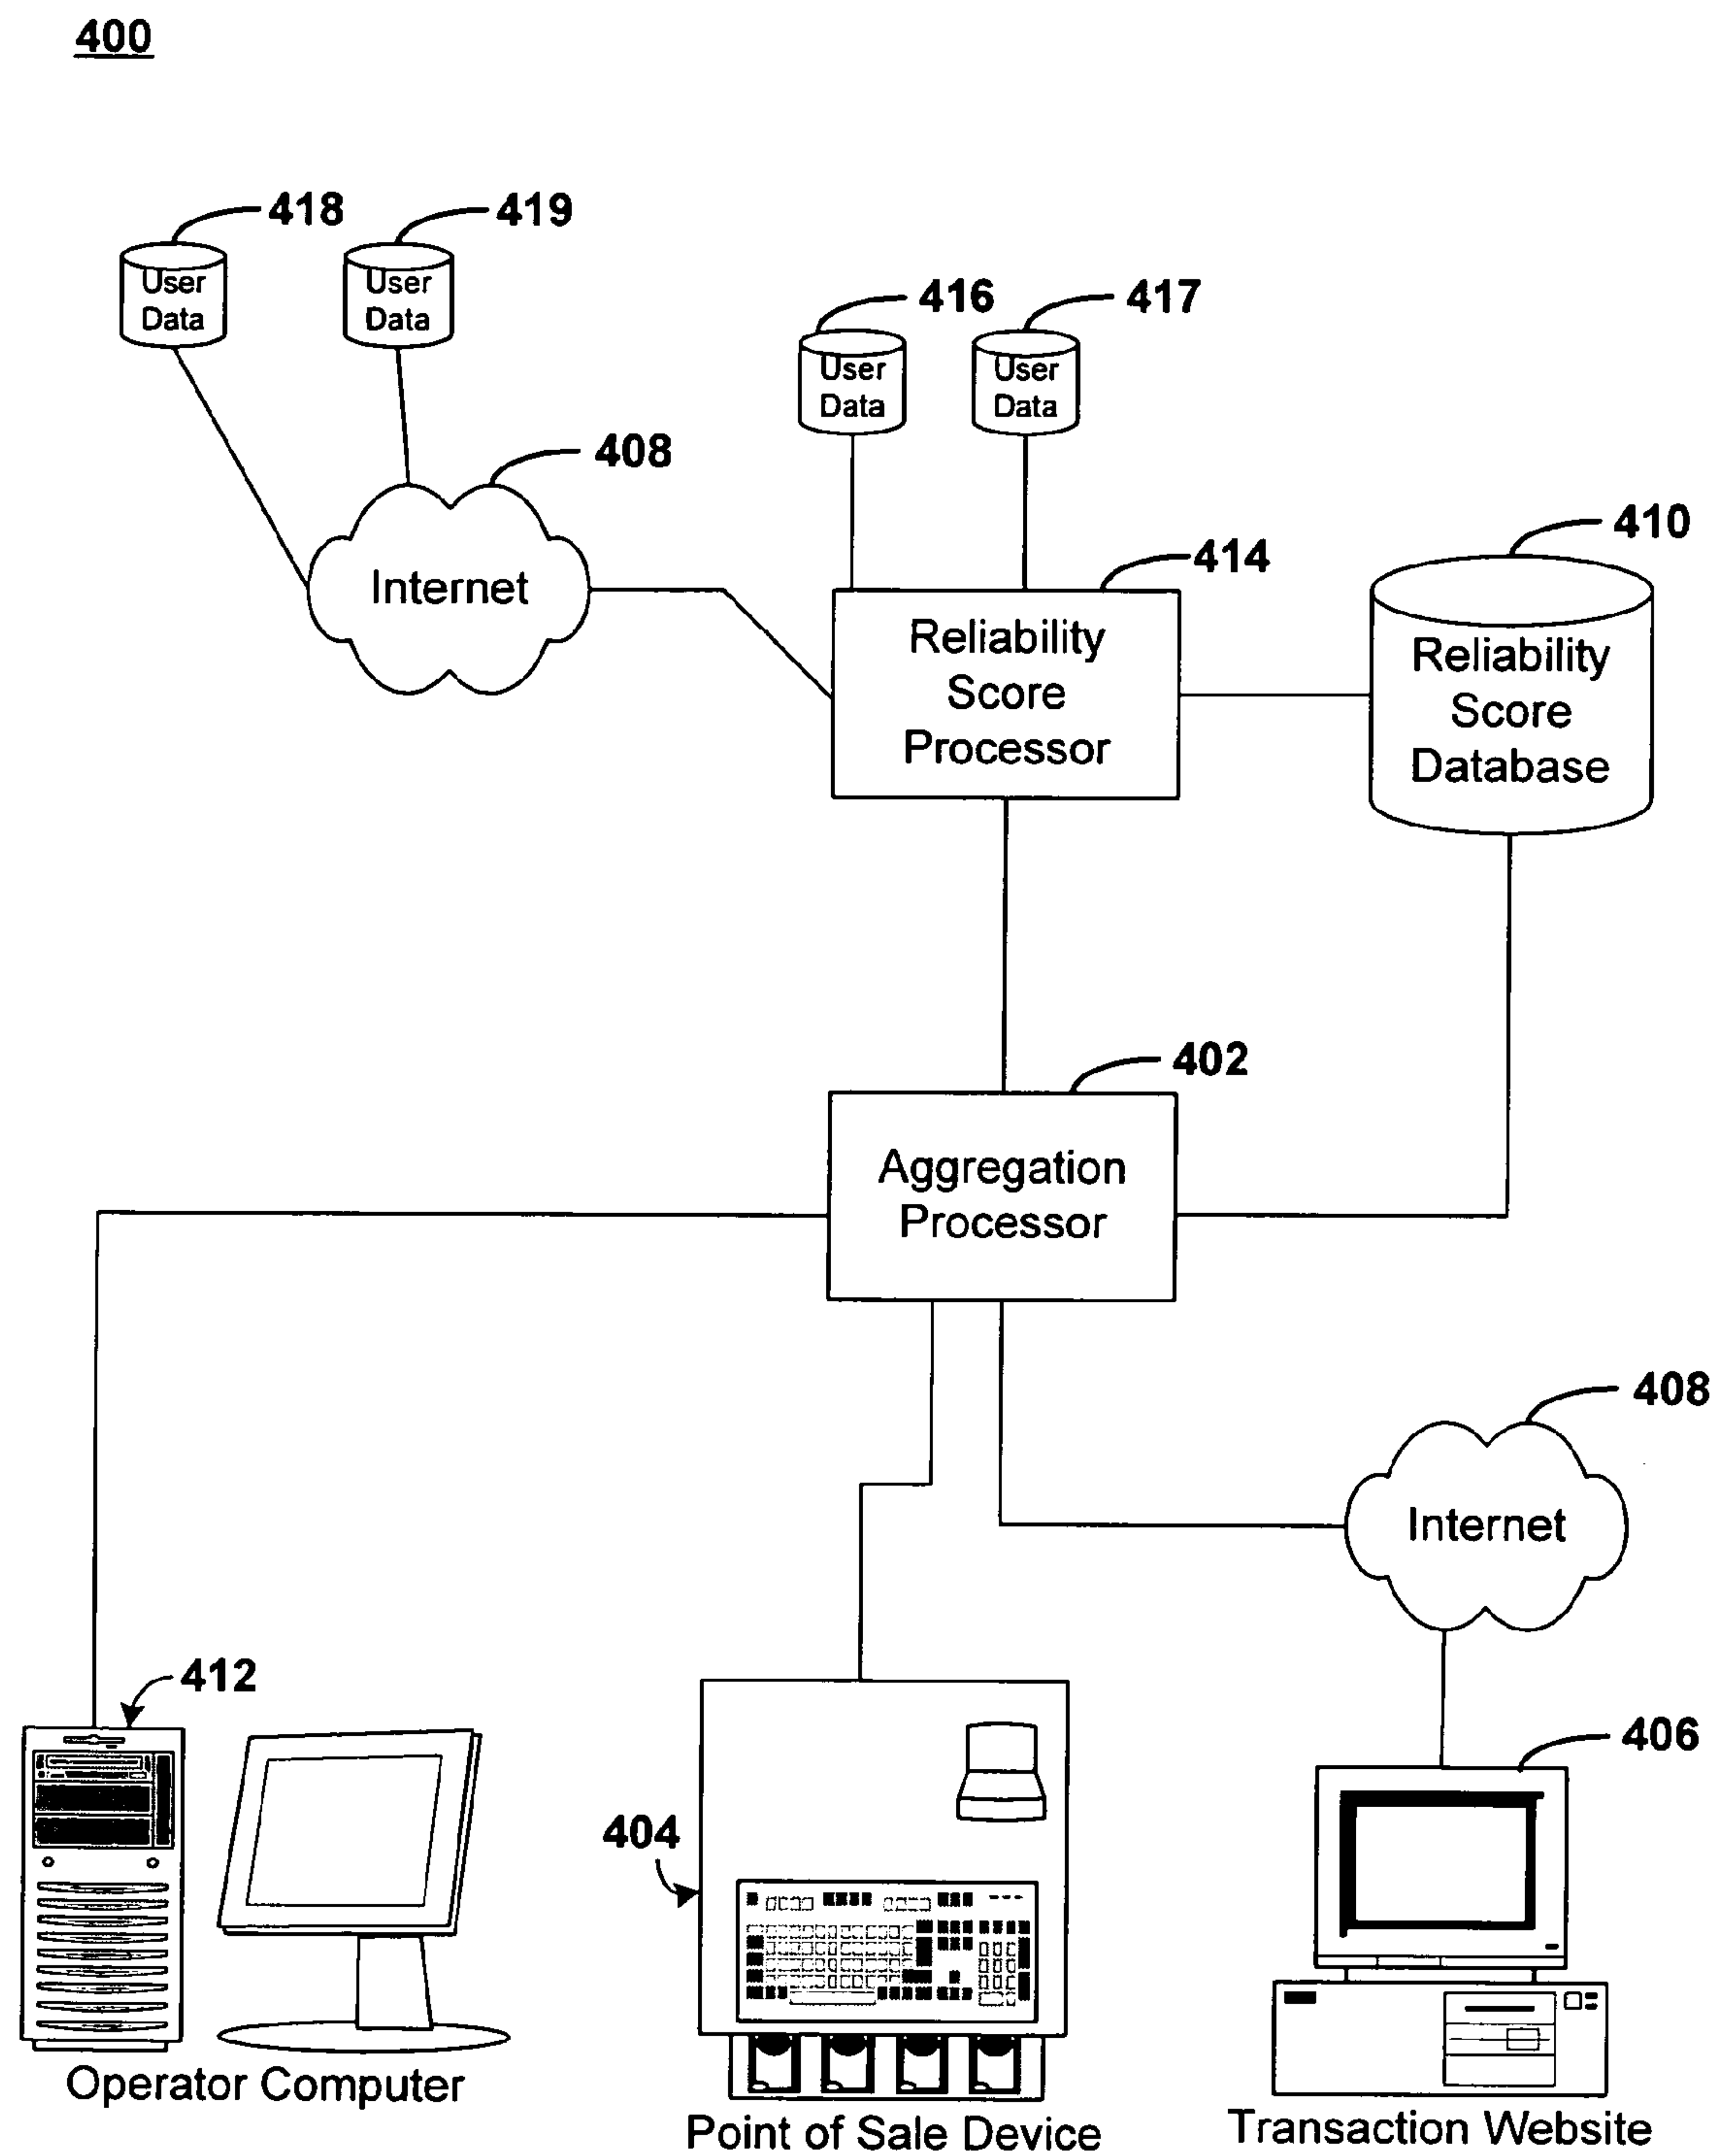 400
418
419
User
Data
User
Data
416
417
User
Data
User
Data
408
Internet
410
414
Reliability
Score
Processor
Reliability
Score
Database
402
Aggregation
Processor
408
Internet
412
406
404
Operator Computer
Point of Sale Device
Transaction Website